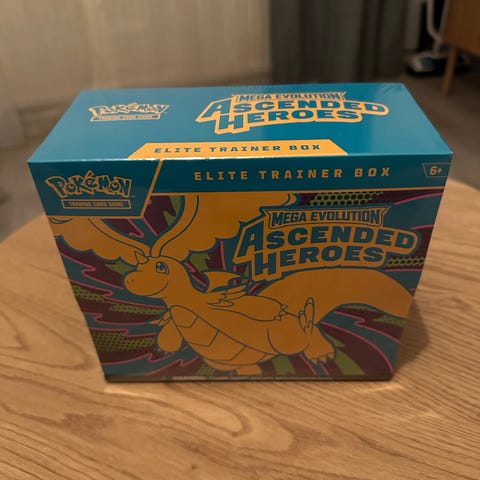 Pokémon
TRADING CARD GAME
MEGA EVOLUTION
ASCENDED
HEROES
ELITE TRAINER BOX
ELITE TRAINER BOX
6+
Pokémon
TRADING CARD GAME
MEGA EVOLUTION
ASCENDED
HEROES
WARNING: